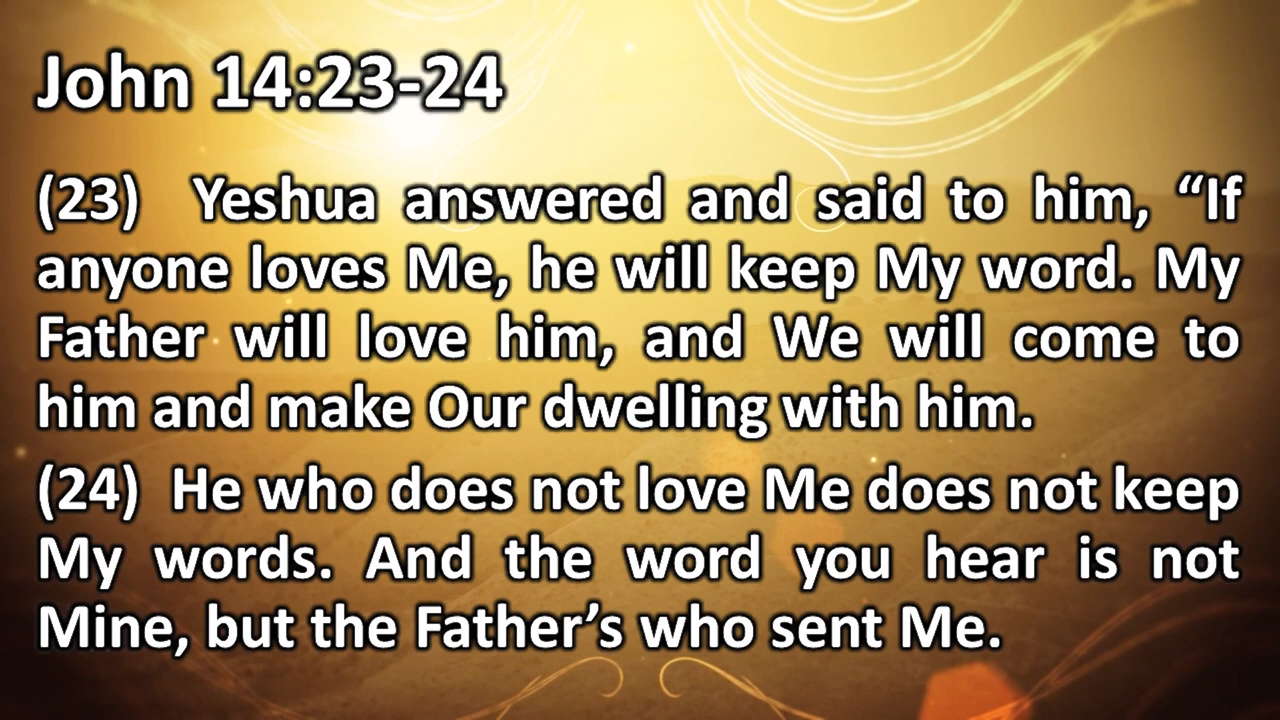 John 14:23-24
(23) Yeshua answered and said to him, “If
anyone loves Me, he will keep My word. My
Father will love him, and We will come to
him and make Our dwelling with him.
(24) He who does not love Me does not keep
My words. And the word you hear is not
Mine, but the Father’s who sent Me.